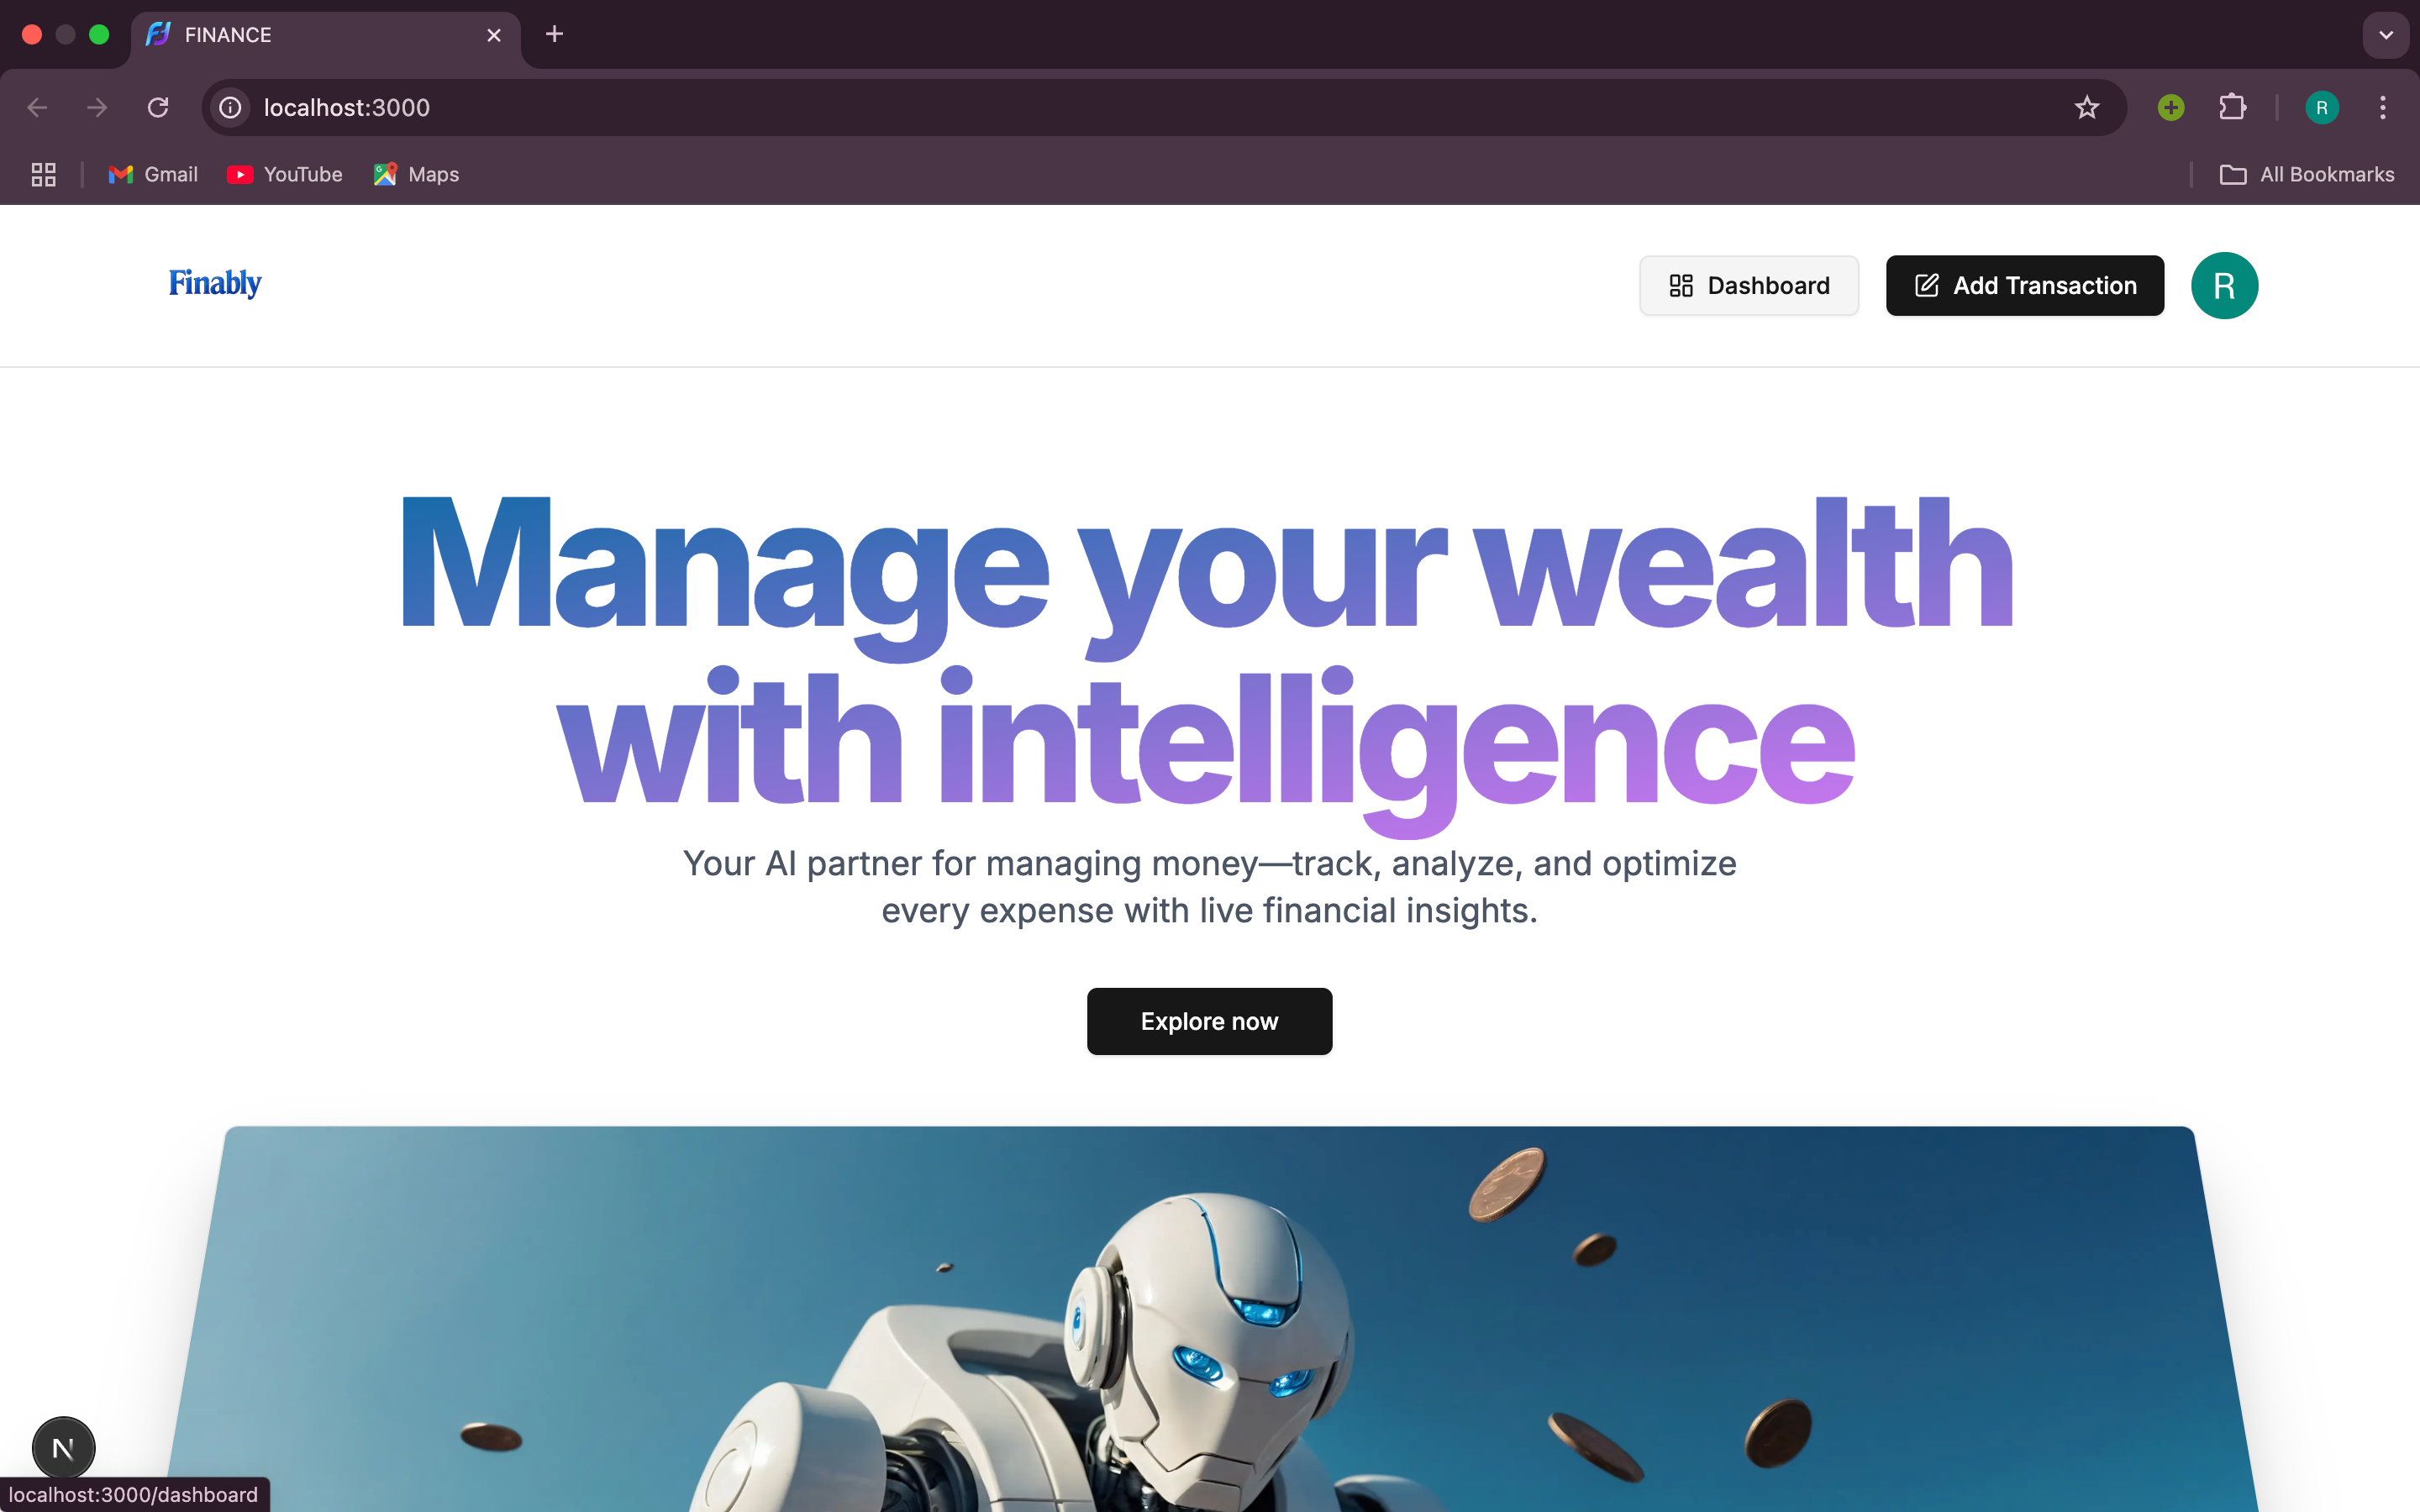 FINANCE
localhost:3000
R
Gmail
YouTube
Maps
All Bookmarks
Finably
Dashboard
Add Transaction
R
Manage your wealth
with intelligence
Your AI partner for managing money—track, analyze, and optimize
every expense with live financial insights.
Explore now
N
localhost:3000/dashboard